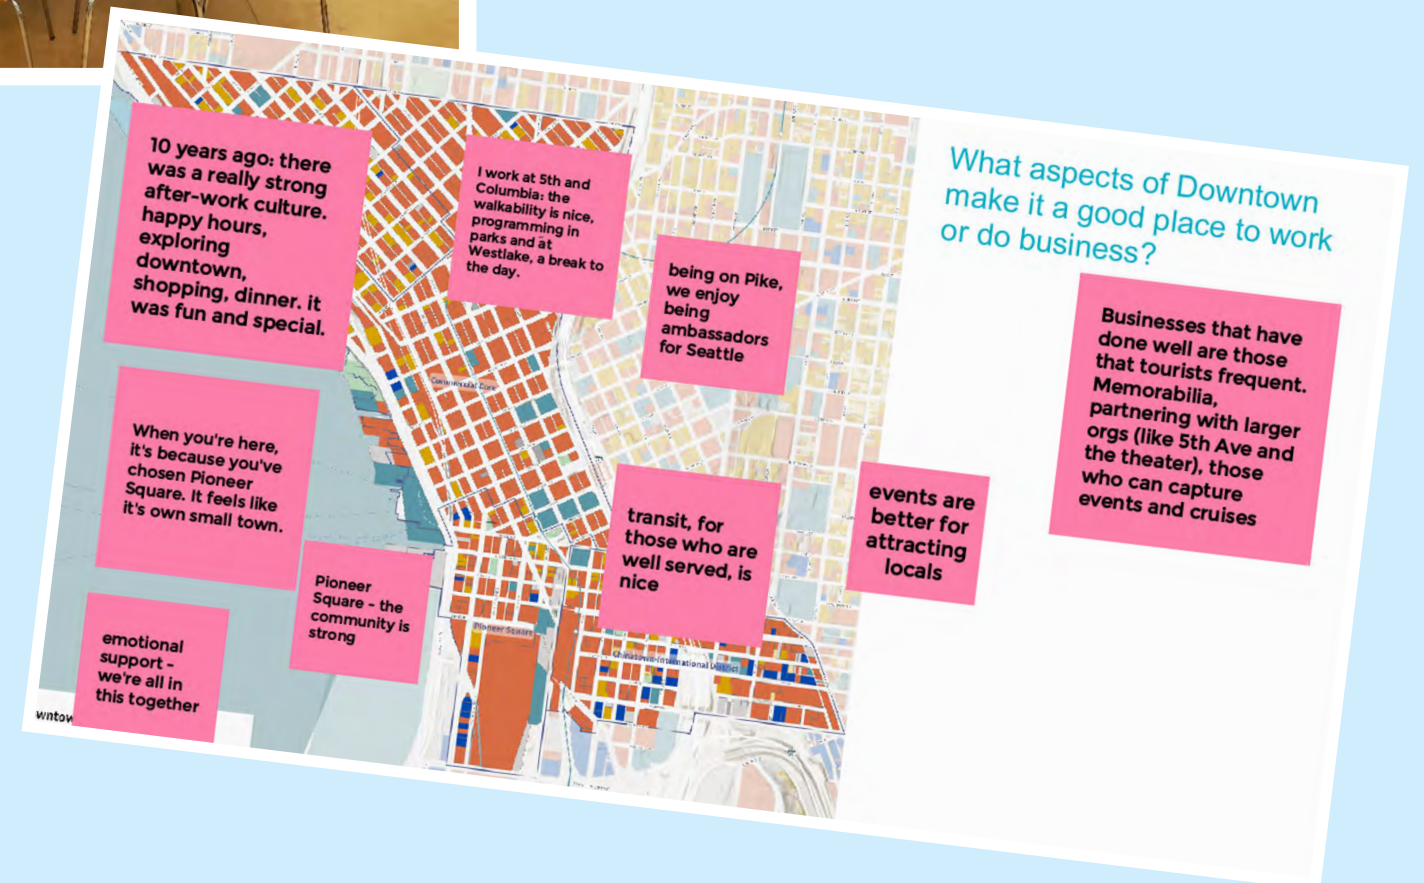 What aspects of Downtown
make it a good place to work
or do business?
10 years ago: there
was a really strong
after-work culture.
happy hours,
exploring
downtown,
shopping, dinner. it
was fun and special.
I work at 5th and
Columbia: the
walkability is nice,
programming in
parks and at
Westlake, a break to
the day.
being on Pike,
we enjoy
being
ambassadors
for Seattle
Businesses that have
done well are those
that tourists frequent.
Memorabilia,
partnering with larger
orgs (like 5th Ave and
the theater), those
who can capture
events and cruises
When you're here,
it's because you've
chosen Pioneer
Square. It feels like
it's own small town.
transit, for
those who are
well served, is
nice
events are
better for
attracting
locals
Pioneer
Square - the
community is
strong
emotional
support -
we're all in
this together
Commercial Core
Pioneer Square
Chinatown-International District
wntow